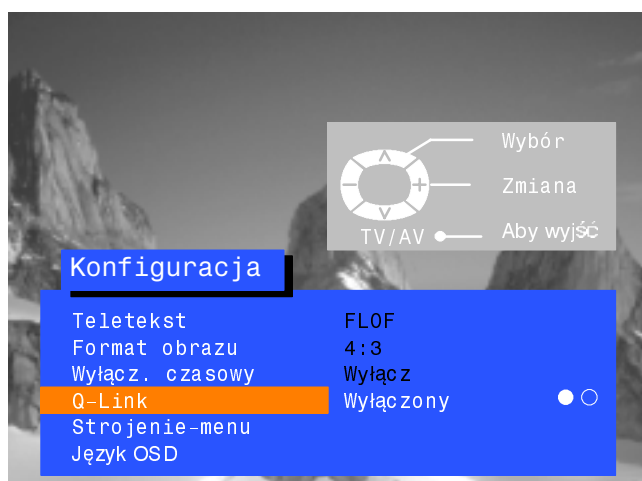 Wybór
Zmiana
TV/AV Aby wyjść
Konfiguracja
Teletekst FLOF
Format obrazu 4:3
Wyłącz. czasowy Wyłącz
Q-Link Wyłączony
Strojenie-menu
Język OSD